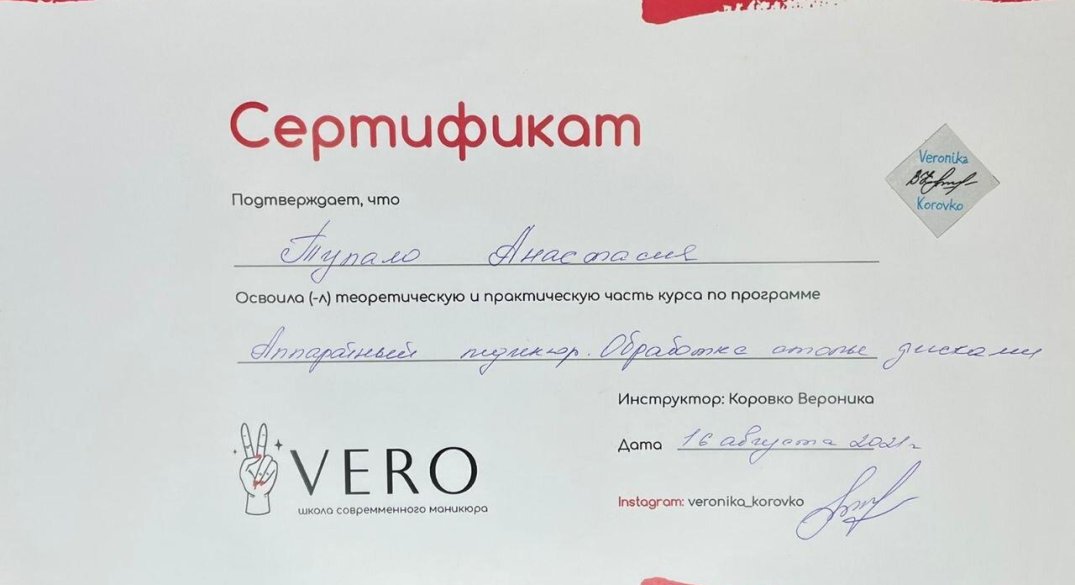 Сертификат
Veronika
Korovko
Подтверждает, что
Тупало Анастасия
Освоила (-л) теоретическую и практическую часть курса по программе
Аппаратный педикюр. Обработка стопы дисками
Инструктор: Коровко Вероника
Дата 16 августа 2021г
VERO
школа совремменного маникюра
Instagram: veronika_korovko